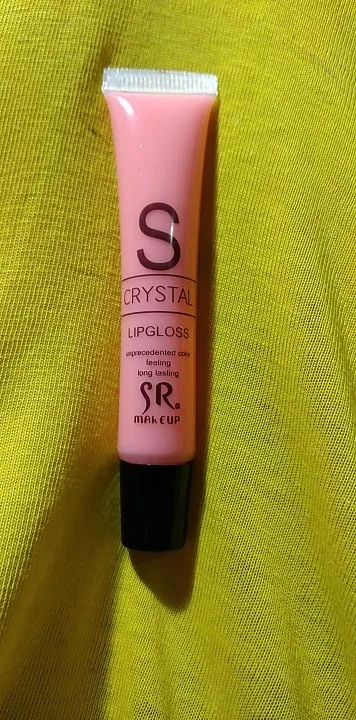 S
CRYSTAL
LIPGLOSS
unprecedented color
feeling
long lasting
SR.
MAKEUP